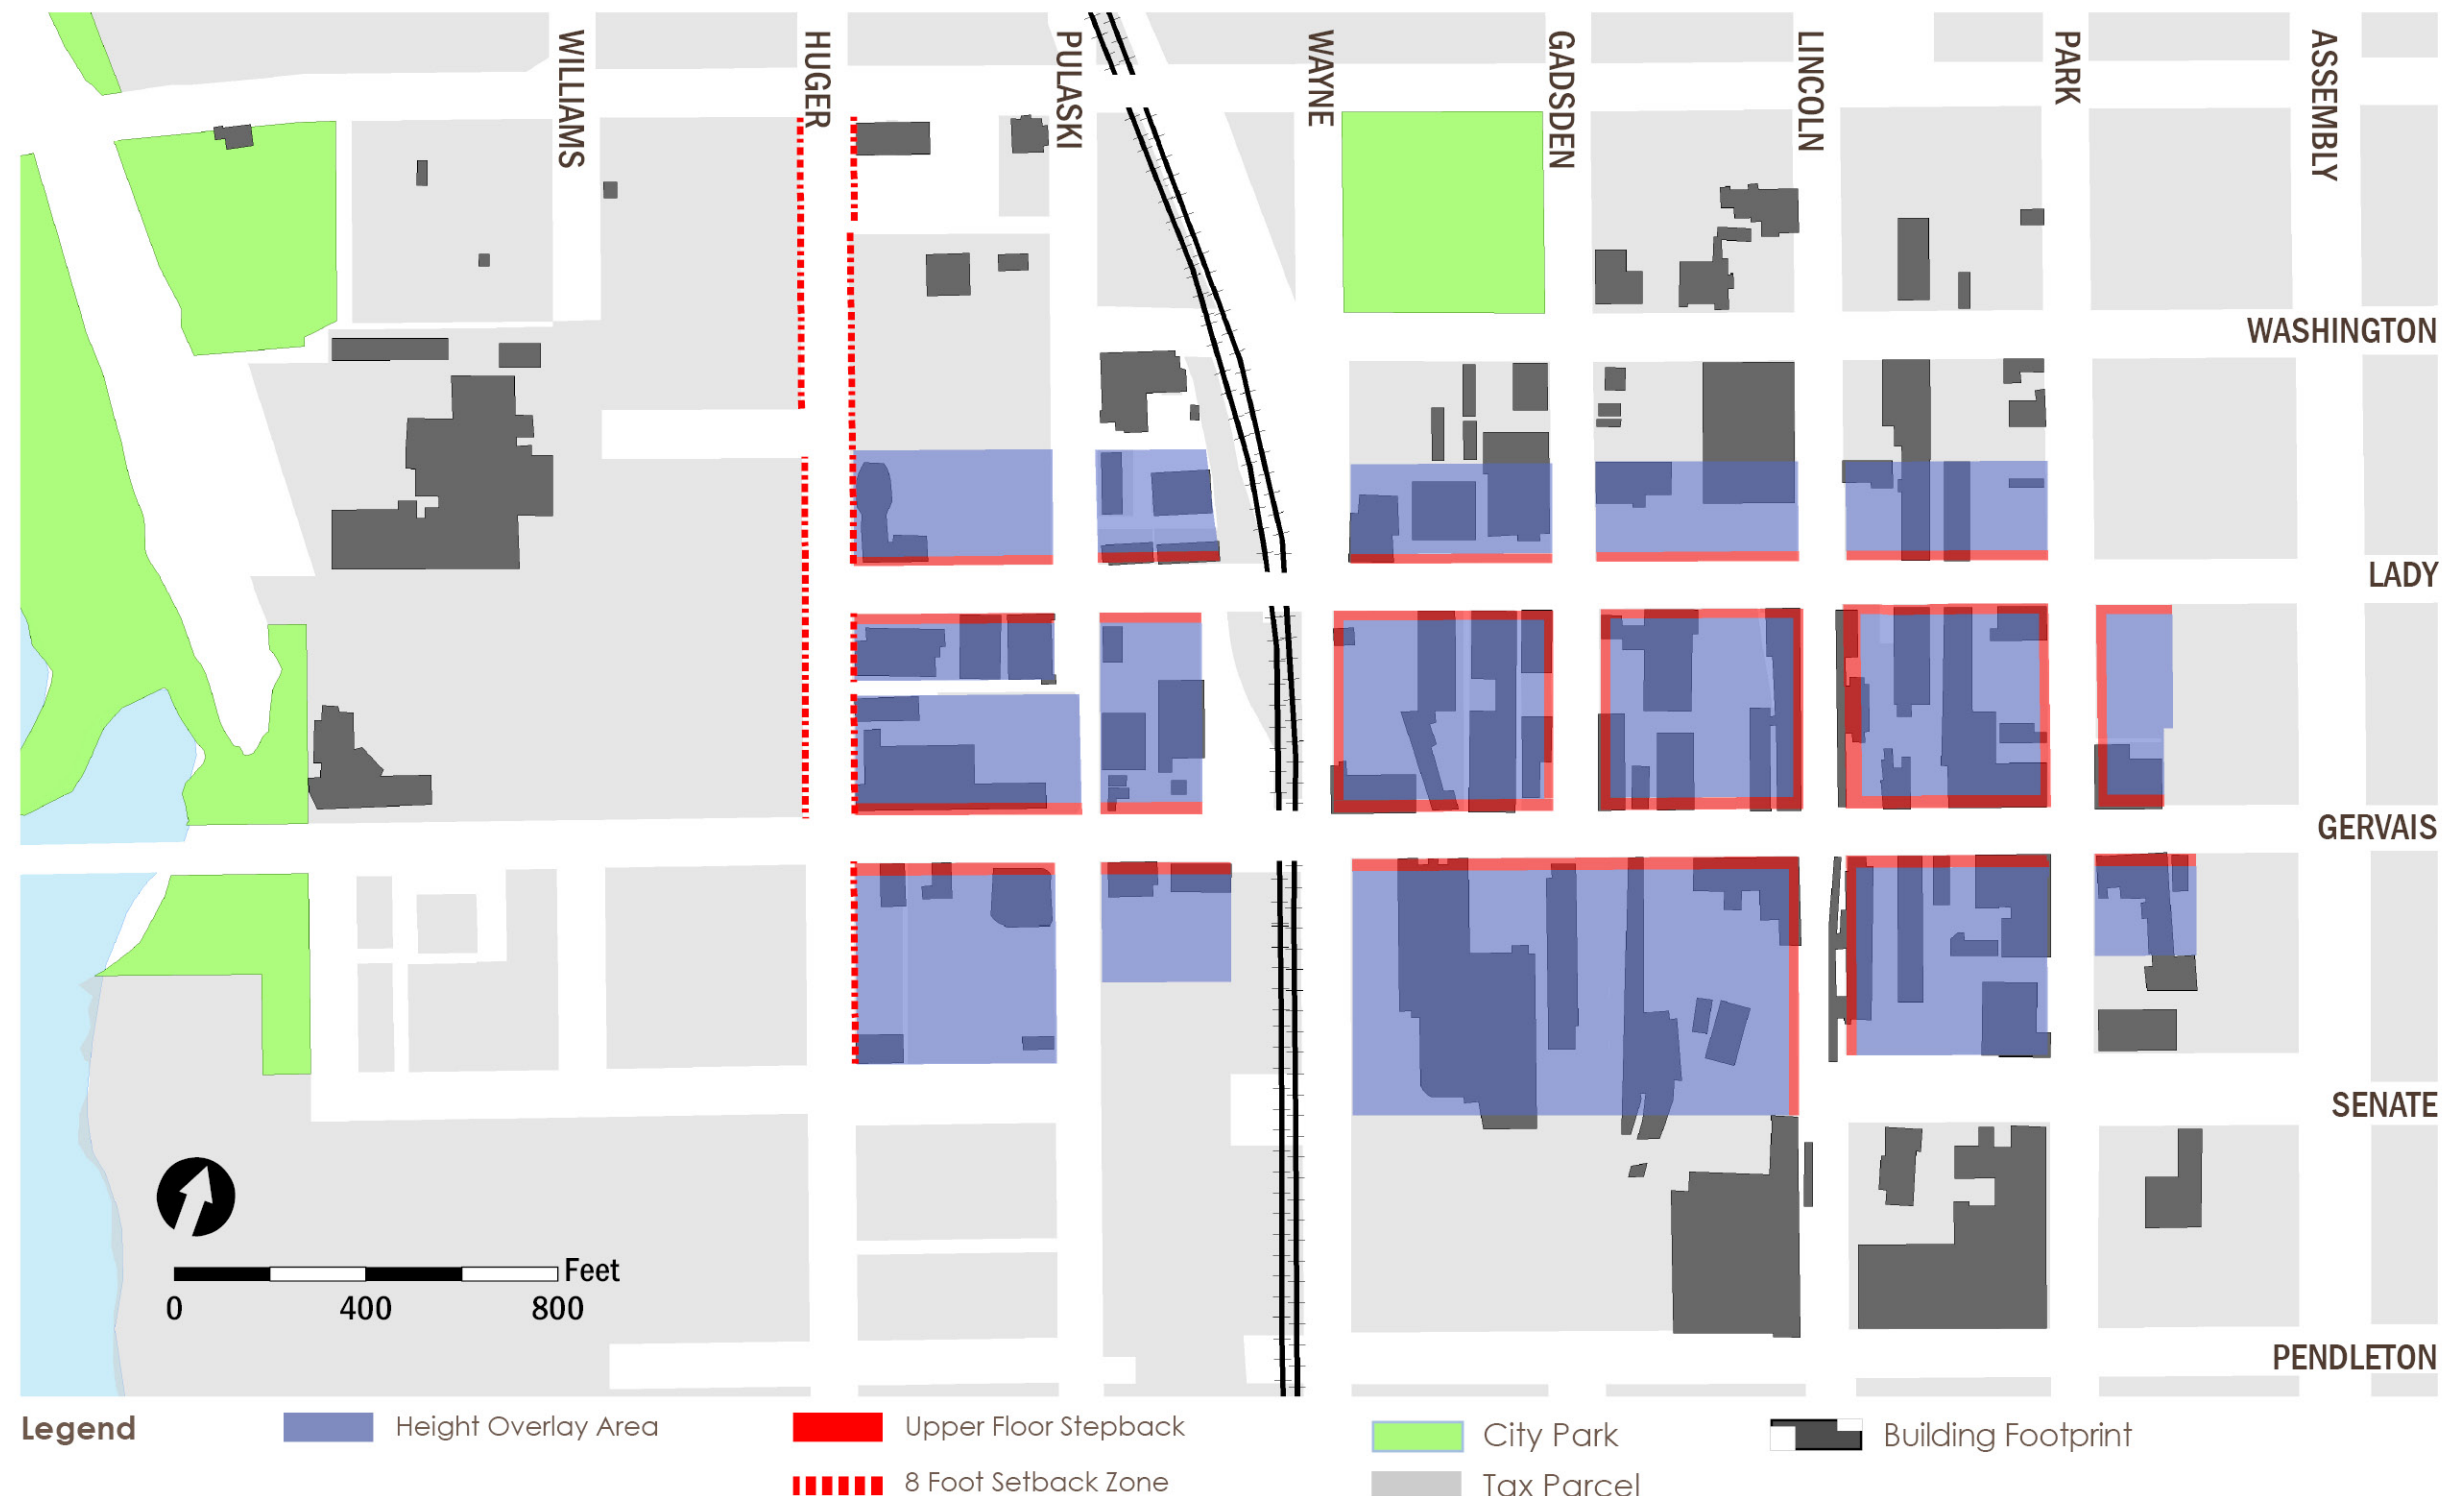 WILLIAMS
HUGER
PULASKI
WAYNE
GADSDEN
LINCOLN
PARK
ASSEMBLY
WASHINGTON
LADY
GERVAIS
SENATE
PENDLETON
Feet
0 400 800
Legend
Height Overlay Area
Upper Floor Stepback
8 Foot Setback Zone
City Park
Tax Parcel
Building Footprint